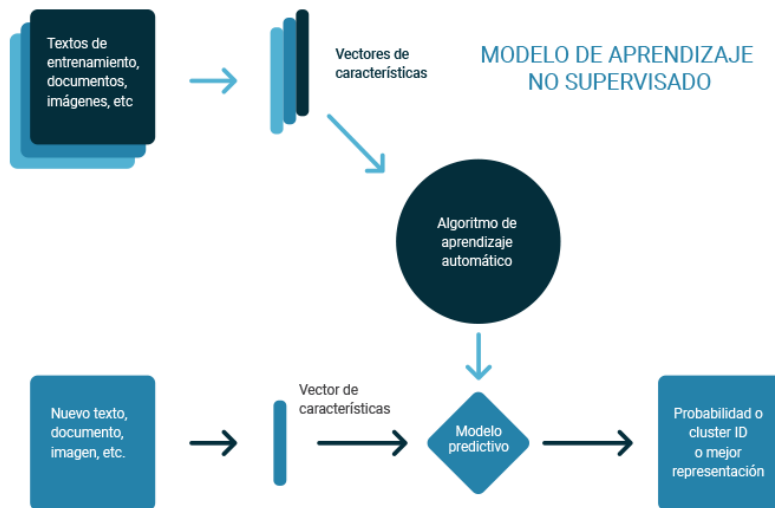 Textos de
entrenamiento,
documentos,
imágenes, etc
Vectores de
características
MODELO DE APRENDIZAJE
NO SUPERVISADO
Algoritmo de
aprendizaje
automático
Nuevo texto,
documento,
imagen, etc.
Vector de
características
Modelo
predictivo
Probabilidad o
cluster ID
o mejor
representación